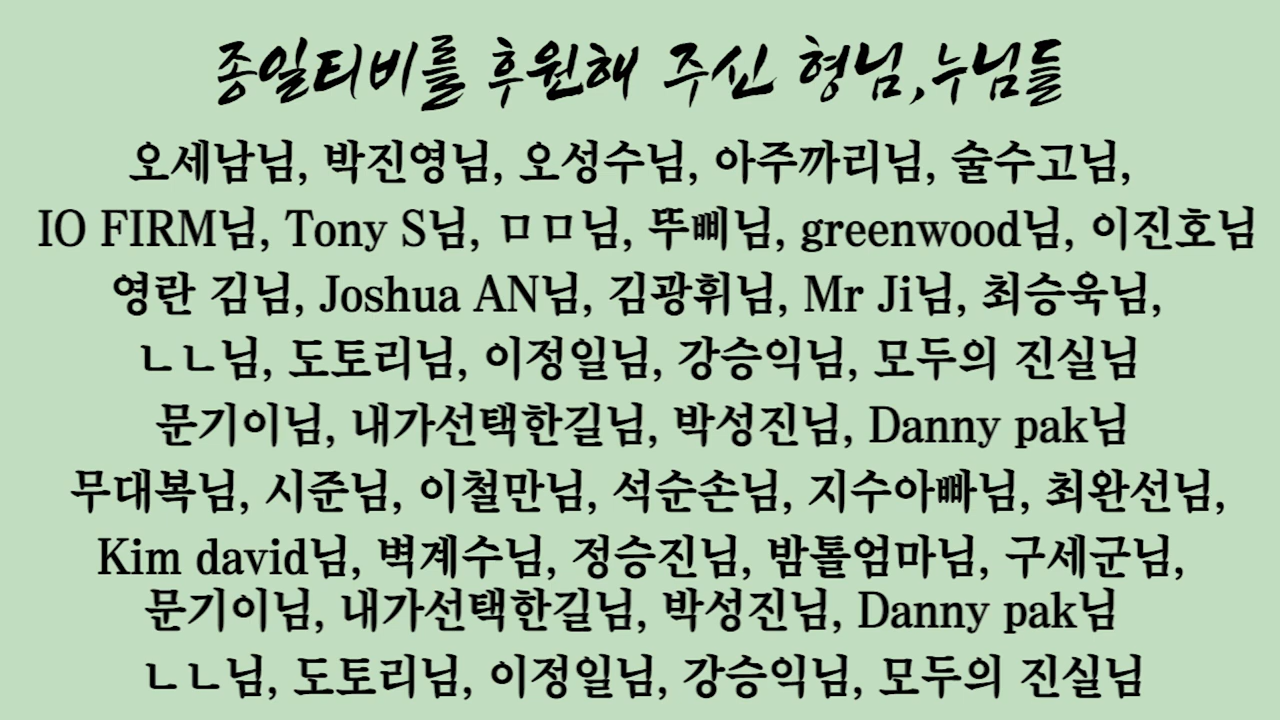 종일티비를 후원해 주신 형님,누님들
오세남님, 박진영님, 오성수님, 아주까리님, 술수고님,
IO FIRM님, Tony S님, ㅁㅁ님, 뚜삐님, greenwood님, 이진호님
영란 김님, Joshua AN님, 김광휘님, Mr Ji님, 최승욱님,
ㄴㄴ님, 도토리님, 이정일님, 강승익님, 모두의 진실님
문기이님, 내가선택한길님, 박성진님, Danny pak님
무대복님, 시준님, 이철만님, 석순손님, 지수아빠님, 최완선님,
Kim david님, 벽계수님, 정승진님, 밤톨엄마님, 구세군님,
문기이님, 내가선택한길님, 박성진님, Danny pak님
ㄴㄴ님, 도토리님, 이정일님, 강승익님, 모두의 진실님